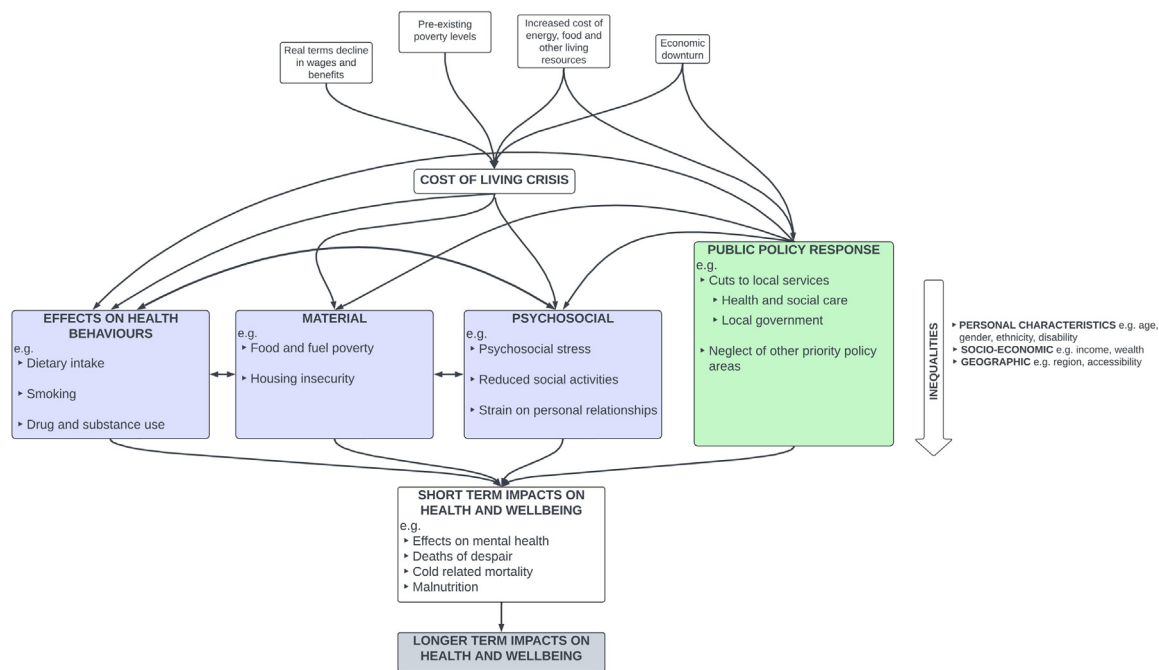 Real terms decline
in wages and
benefits
Pre-existing
poverty levels
Increased cost of
energy, food and
other living
resources
Economic
downturn
COST OF LIVING CRISIS
EFFECTS ON HEALTH
BEHAVIOURS
e.g.
‣ Dietary intake
‣ Smoking
‣ Drug and substance use
MATERIAL
e.g.
‣ Food and fuel poverty
‣ Housing insecurity
PSYCHOSOCIAL
e.g.
‣ Psychosocial stress
‣ Reduced social activities
‣ Strain on personal relationships
PUBLIC POLICY RESPONSE
e.g.
‣ Cuts to local services
‣ Health and social care
‣ Local government
‣ Neglect of other priority policy
areas
INEQUALITIES
‣ PERSONAL CHARACTERISTICS e.g. age,
gender, ethnicity, disability
‣ SOCIO-ECONOMIC e.g. income, wealth
‣ GEOGRAPHIC e.g. region, accessibility
SHORT TERM IMPACTS ON
HEALTH AND WELLBEING
e.g.
‣ Effects on mental health
‣ Deaths of despair
‣ Cold related mortality
‣ Malnutrition
LONGER TERM IMPACTS ON
HEALTH AND WELLBEING